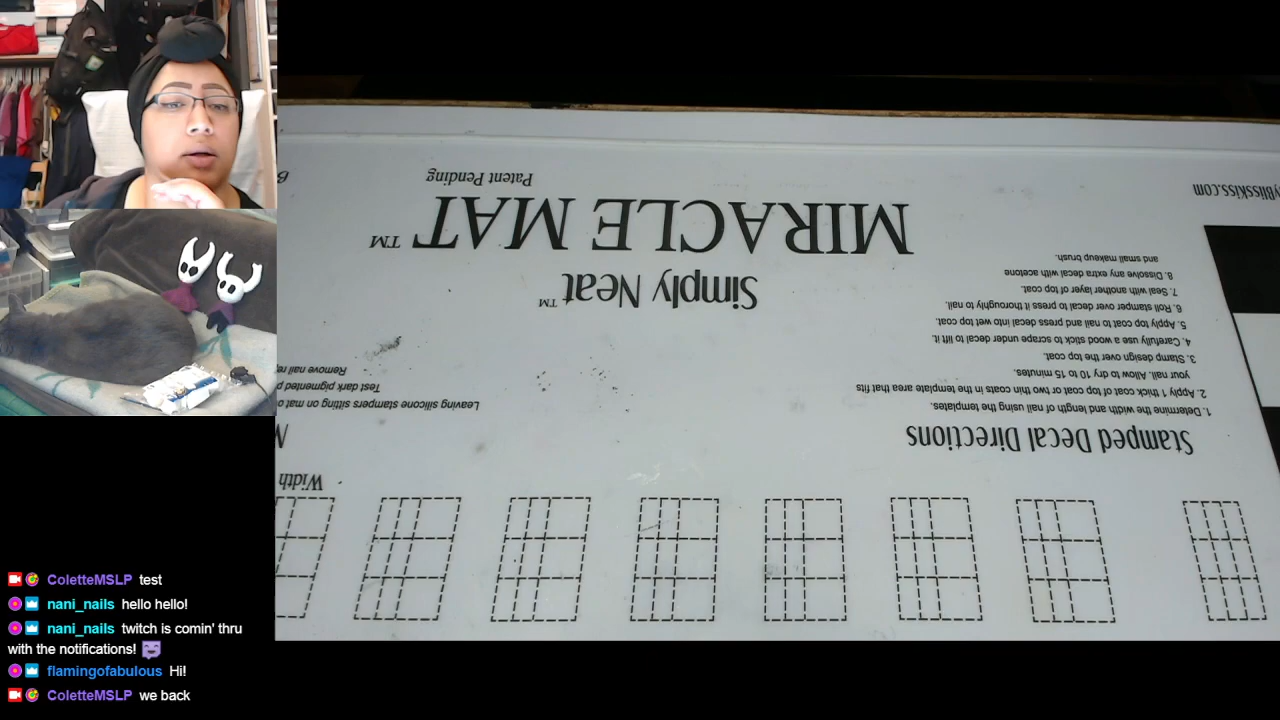 Patent Pending
MIRACLE MAT™
Simply Neat™
Stamped Decal Directions
1. Determine the width and length of nail using the templates.
2. Apply 1 thick coat of top coat or two thin coats in the template area that fits
your nail. Allow to dry 10 to 15 minutes.
3. Stamp design over the top coat.
4. Carefully use a wood stick to scrape under decal to lift it.
5. Apply top coat to nail and press decal into wet top coat.
6. Roll stamper over decal to press it thoroughly to nail.
7. Seal with another layer of top coat.
8. Dissolve any extra decal with acetone
and small makeup brush.
Leaving silicone stampers sitting on mat
Test dark pigmented
Remove nail
Width
yBlisskiss.com
ColetteMSLP test
nani_nails hello hello!
nani_nails twitch is comin' thru
with the notifications!
flamingofabulous Hi!
ColetteMSLP we back